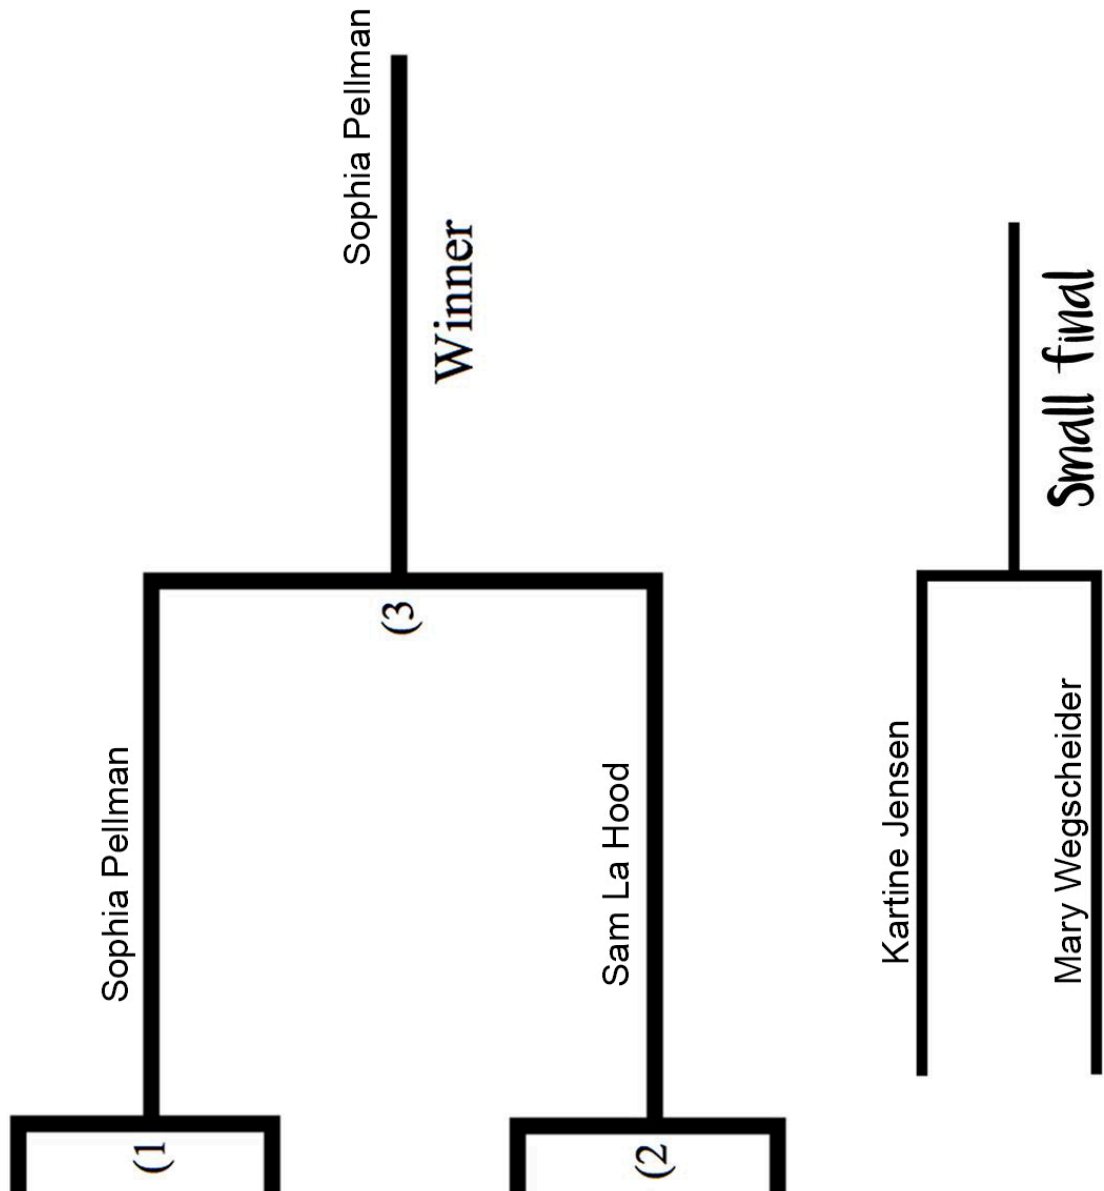 Sophia Pellman
Winner
(3
Sophia Pellman
Sam La Hood
(1
(2
Small final
Kartine Jensen
Mary Wegscheider